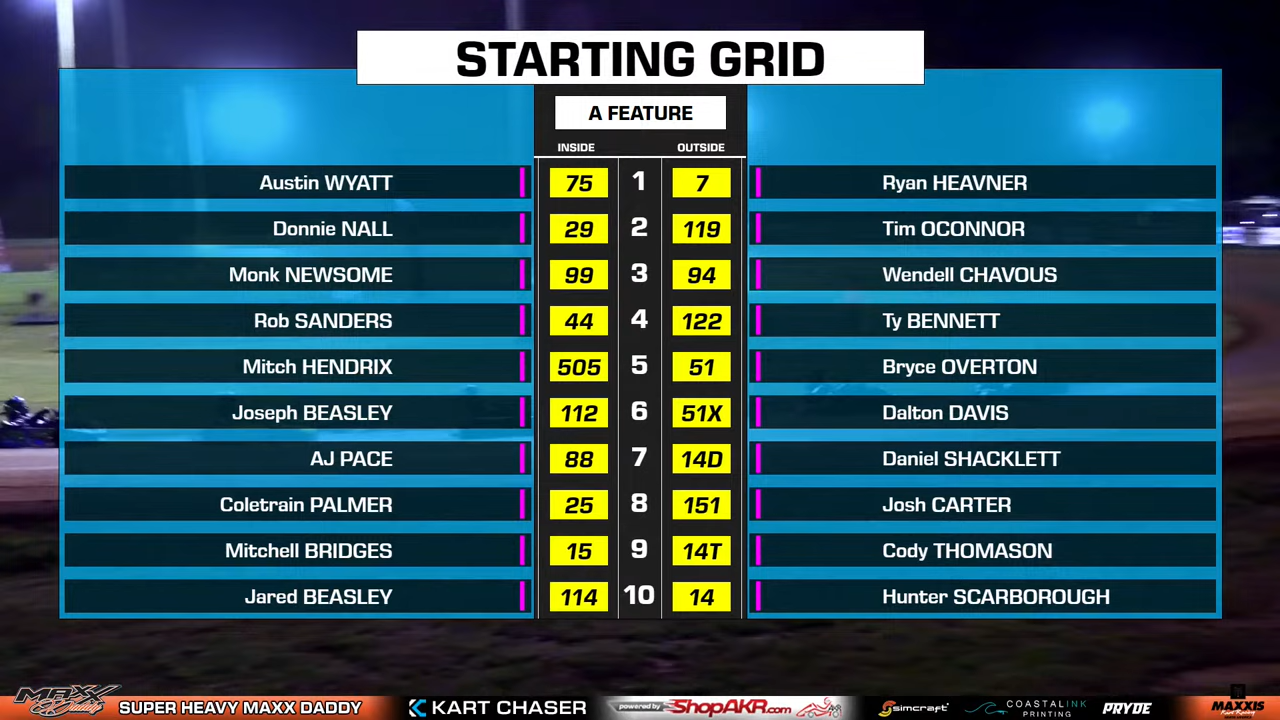 STARTING GRID
A FEATURE
INSIDE OUTSIDE
Austin WYATT 75 1 7 Ryan HEAVNER
Donnie NALL 29 2 119 Tim OCONNOR
Monk NEWSOME 99 3 94 Wendell CHAVOUS
Rob SANDERS 44 4 122 Ty BENNETT
Mitch HENDRIX 505 5 51 Bryce OVERTON
Joseph BEASLEY 112 6 51X Dalton DAVIS
AJ PACE 88 7 14D Daniel SHACKLETT
Coletrain PALMER 25 8 151 Josh CARTER
Mitchell BRIDGES 15 9 14T Cody THOMASON
Jared BEASLEY 114 10 14 Hunter SCARBOROUGH
MAXX Daddy SUPER HEAVY MAXX DADDY KART CHASER powered by ShopAKR.com simcraft COASTALINK PRINTING PRYDE MAXXIS